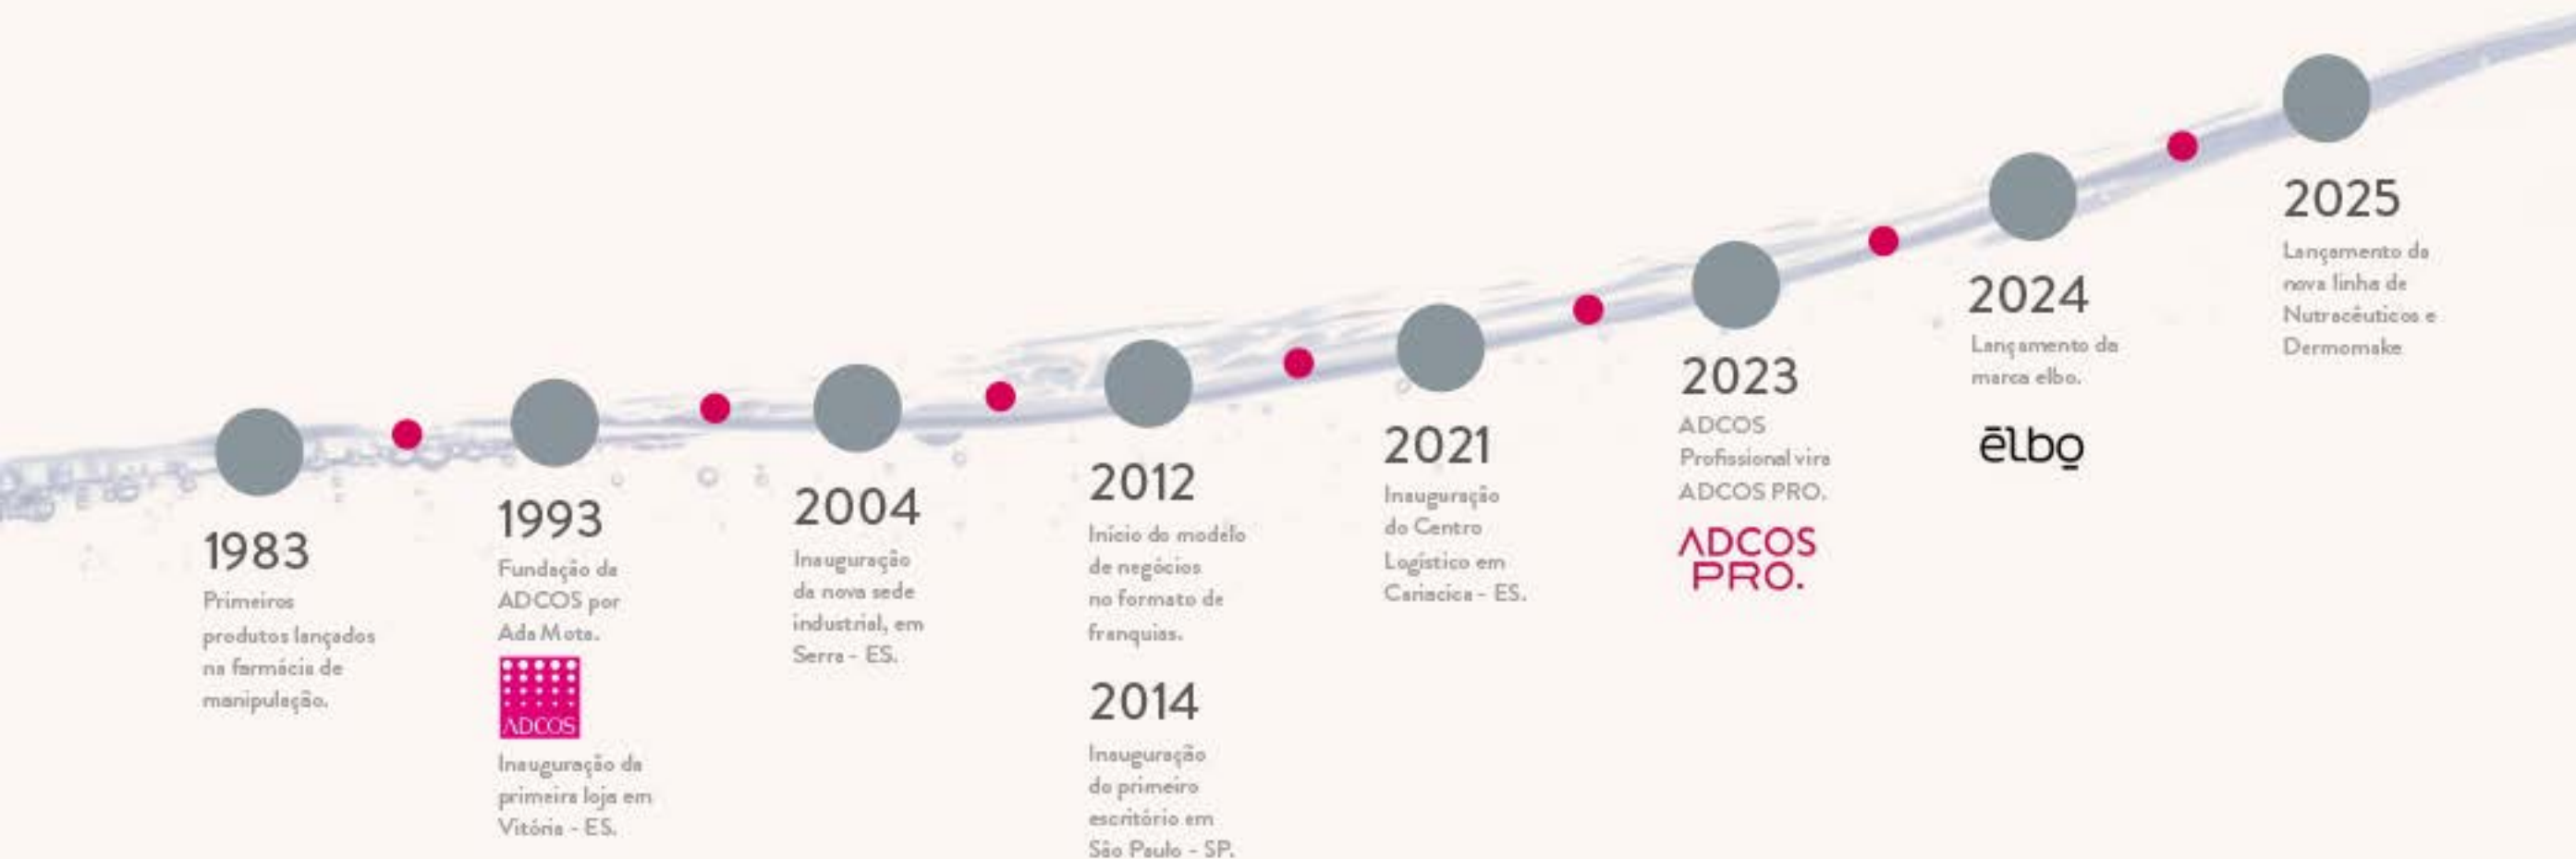 1983
Primeiros
produtos lançados
na farmácia de
manipulação.
1993
Fundação da
ADCOS por
Ada Mota.
ADCOS
Inauguração da
primeira loja em
Vitória - ES.
2004
Inauguração
da nova sede
industrial, em
Serra - ES.
2012
Início do modelo
de negócios
no formato de
franquias.
2014
Inauguração
do primeiro
escritório em
São Paulo - SP.
2021
Inauguração
do Centro
Logístico em
Cariacica - ES.
2023
ADCOS
Profissional vira
ADCOS PRO.
ADCOS
PRO.
2024
Lançamento da
marca elbo.
ēlbo̱
2025
Lançamento da
nova linha de
Nutracêuticos e
Dermomake